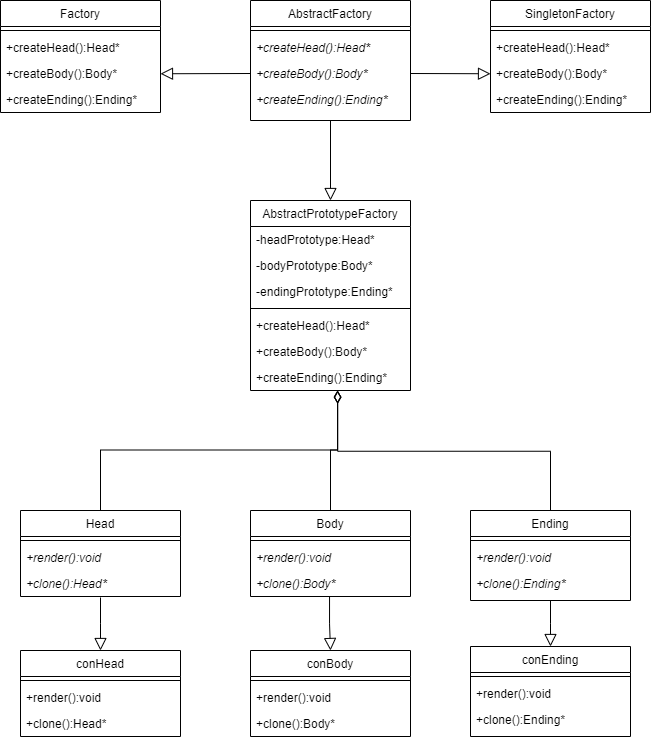 Factory
+createHead():Head*
+createBody():Body*
+createEnding():Ending*
AbstractFactory
+createHead():Head*
+createBody():Body*
+createEnding():Ending*
SingletonFactory
+createHead():Head*
+createBody():Body*
+createEnding():Ending*
AbstractPrototypeFactory
-headPrototype:Head*
-bodyPrototype:Body*
-endingPrototype:Ending*
+createHead():Head*
+createBody():Body*
+createEnding():Ending*
Head
+render():void
+clone():Head*
Body
+render():void
+clone():Body*
Ending
+render():void
+clone():Ending*
conHead
+render():void
+clone():Head*
conBody
+render():void
+clone():Body*
conEnding
+render():void
+clone():Ending*